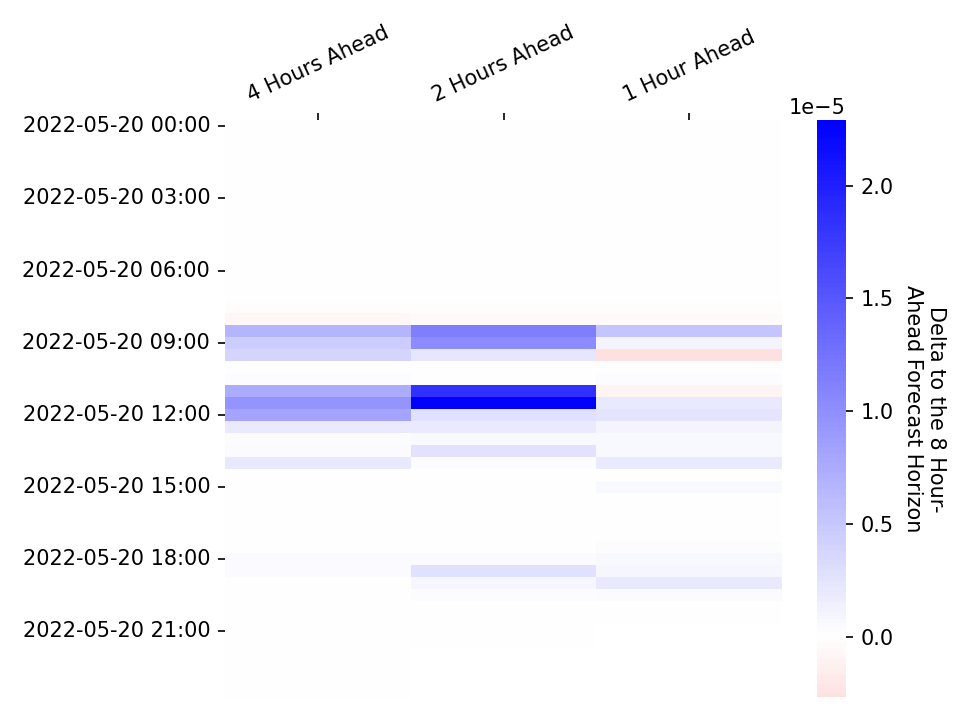 4 Hours Ahead
2 Hours Ahead
1 Hour Ahead
1e−5
2022-05-20 00:00
2022-05-20 03:00
2022-05-20 06:00
2022-05-20 09:00
2022-05-20 12:00
2022-05-20 15:00
2022-05-20 18:00
2022-05-20 21:00
2.0
1.5
1.0
0.5
0.0
Delta to the 8 Hour-
Ahead Forecast Horizon